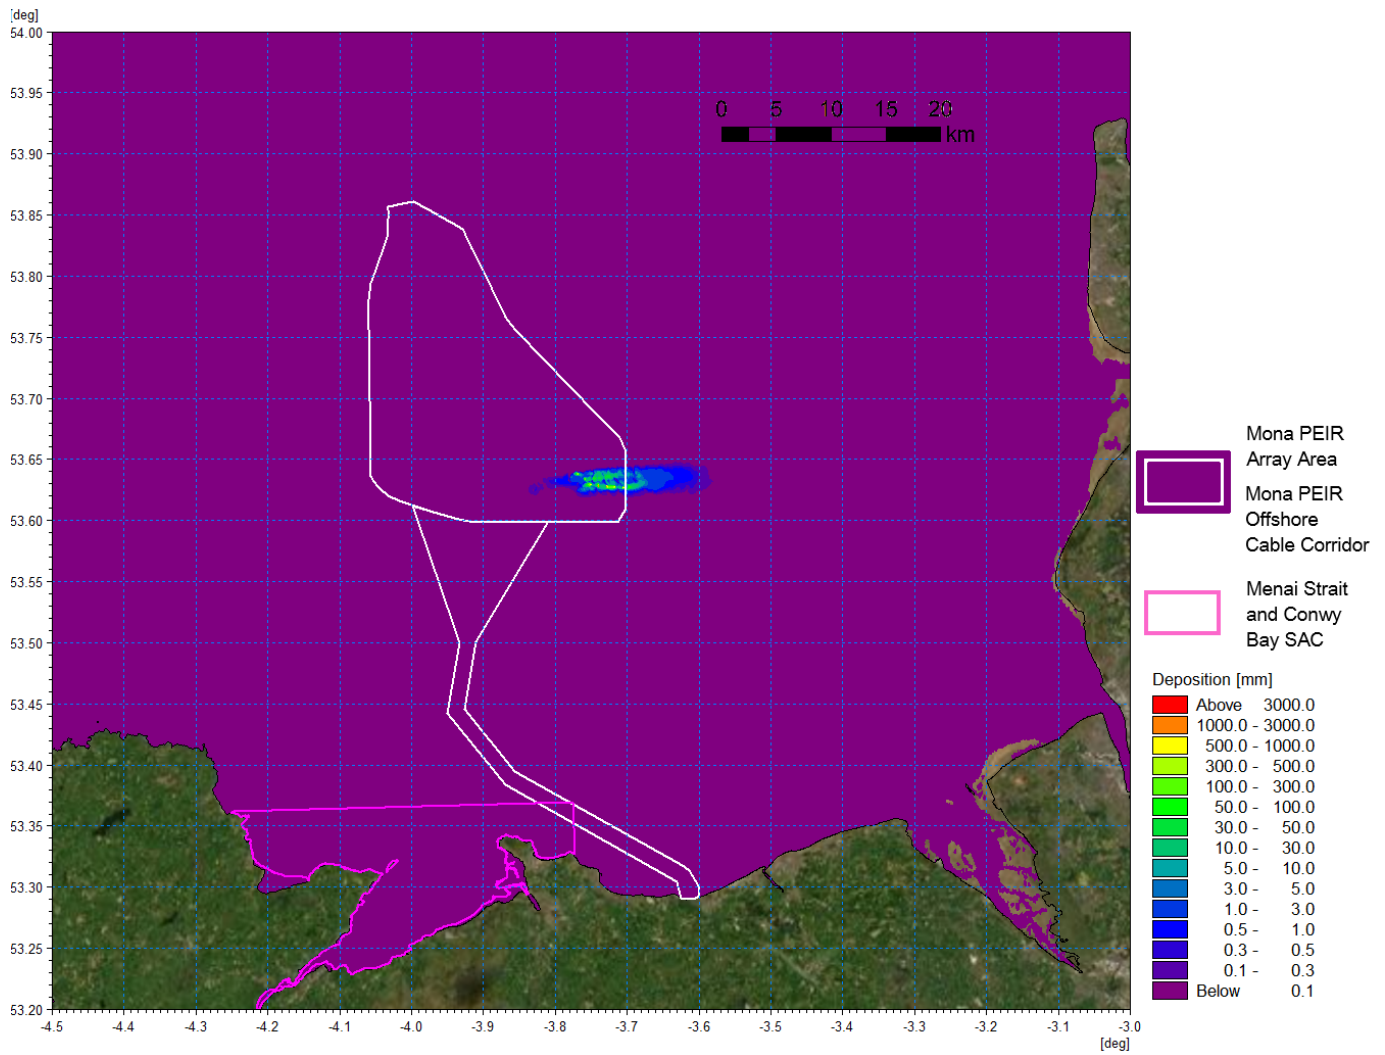 [deg]
54.00
53.95
53.90
53.85
53.80
53.75
53.70
53.65
53.60
53.55
53.50
53.45
53.40
53.35
53.30
53.25
53.20
0 5 10 15 20
km
-4.5 -4.4 -4.3 -4.2 -4.1 -4.0 -3.9 -3.8 -3.7 -3.6 -3.5 -3.4 -3.3 -3.2 -3.1 -3.0
[deg]
Mona PEIR
Array Area
Mona PEIR
Offshore
Cable Corridor
Menai Strait
and Conwy
Bay SAC
Deposition [mm]
Above 3000.0
1000.0 - 3000.0
500.0 - 1000.0
300.0 - 500.0
100.0 - 300.0
50.0 - 100.0
30.0 - 50.0
10.0 - 30.0
5.0 - 10.0
3.0 - 5.0
1.0 - 3.0
0.5 - 1.0
0.3 - 0.5
0.1 - 0.3
Below 0.1